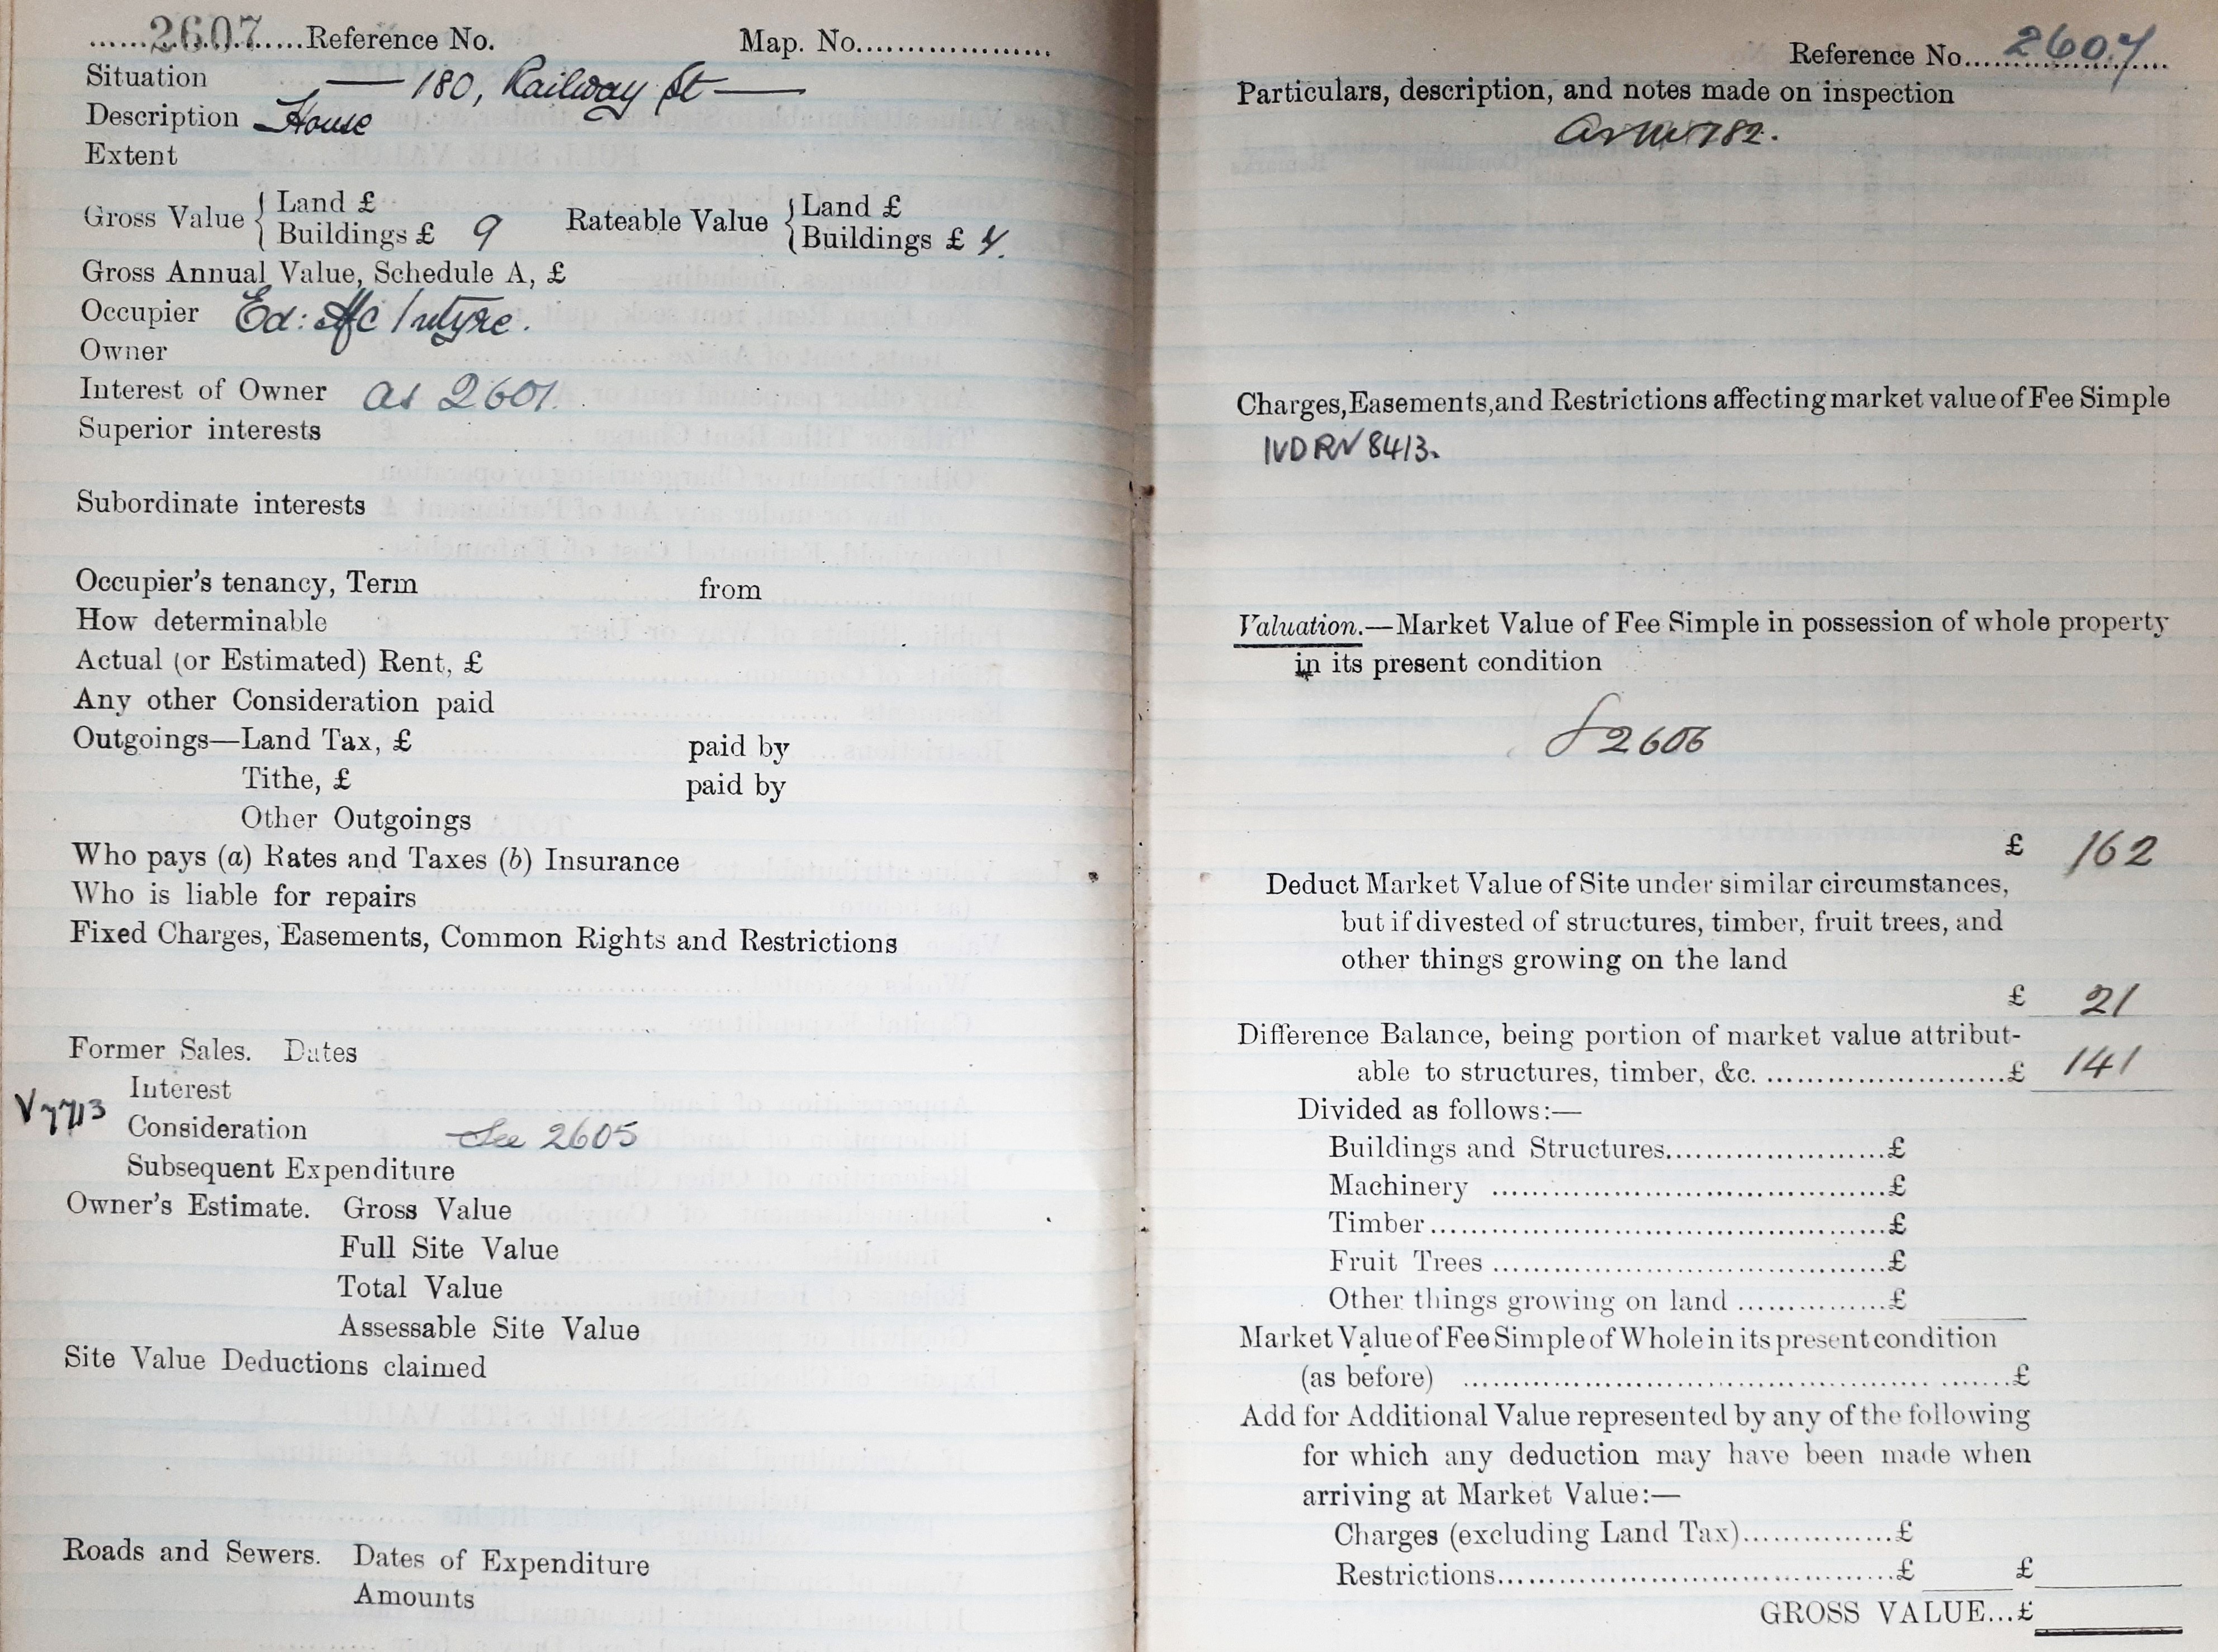 ......2607......Reference No. Map. No....................
Situation — 180, Railway St —
Description House
Extent
Gross Value { Land £ Rateable Value { Land £
Buildings £ 9 Buildings £ 7.
Gross Annual Value, Schedule A, £
Occupier Ed: McIntyre.
Owner
Interest of Owner as 2601.
Superior interests
Subordinate interests
Occupier's tenancy, Term from
How determinable
Actual (or Estimated) Rent, £
Any other Consideration paid
Outgoings—Land Tax, £ paid by
Tithe, £ paid by
Other Outgoings
Who pays (a) Rates and Taxes (b) Insurance
Who is liable for repairs
Fixed Charges, Easements, Common Rights and Restrictions
Former Sales. Dates
Interest
V7713
Consideration See 2605
Subsequent Expenditure
Owner's Estimate. Gross Value
Full Site Value
Total Value
Assessable Site Value
Site Value Deductions claimed
Roads and Sewers. Dates of Expenditure
Amounts
Reference No. 2607
Particulars, description, and notes made on inspection
as No 182.
Charges, Easements, and Restrictions affecting market value of Fee Simple
IVD RV 8413.
Valuation.—Market Value of Fee Simple in possession of whole property
in its present condition
2606
£ 162
Deduct Market Value of Site under similar circumstances,
but if divested of structures, timber, fruit trees, and
other things growing on the land
£ 21
Difference Balance, being portion of market value attribut-
able to structures, timber, &c. ........................£ 141
Divided as follows:—
Buildings and Structures......................£
Machinery ......................................£
Timber..............................................£
Fruit Trees ......................................£
Other things growing on land ...............£
Market Value of Fee Simple of Whole in its present condition
(as before) ......................................................£
Add for Additional Value represented by any of the following
for which any deduction may have been made when
arriving at Market Value:—
Charges (excluding Land Tax)...............£
Restrictions.......................................£ £
GROSS VALUE...£